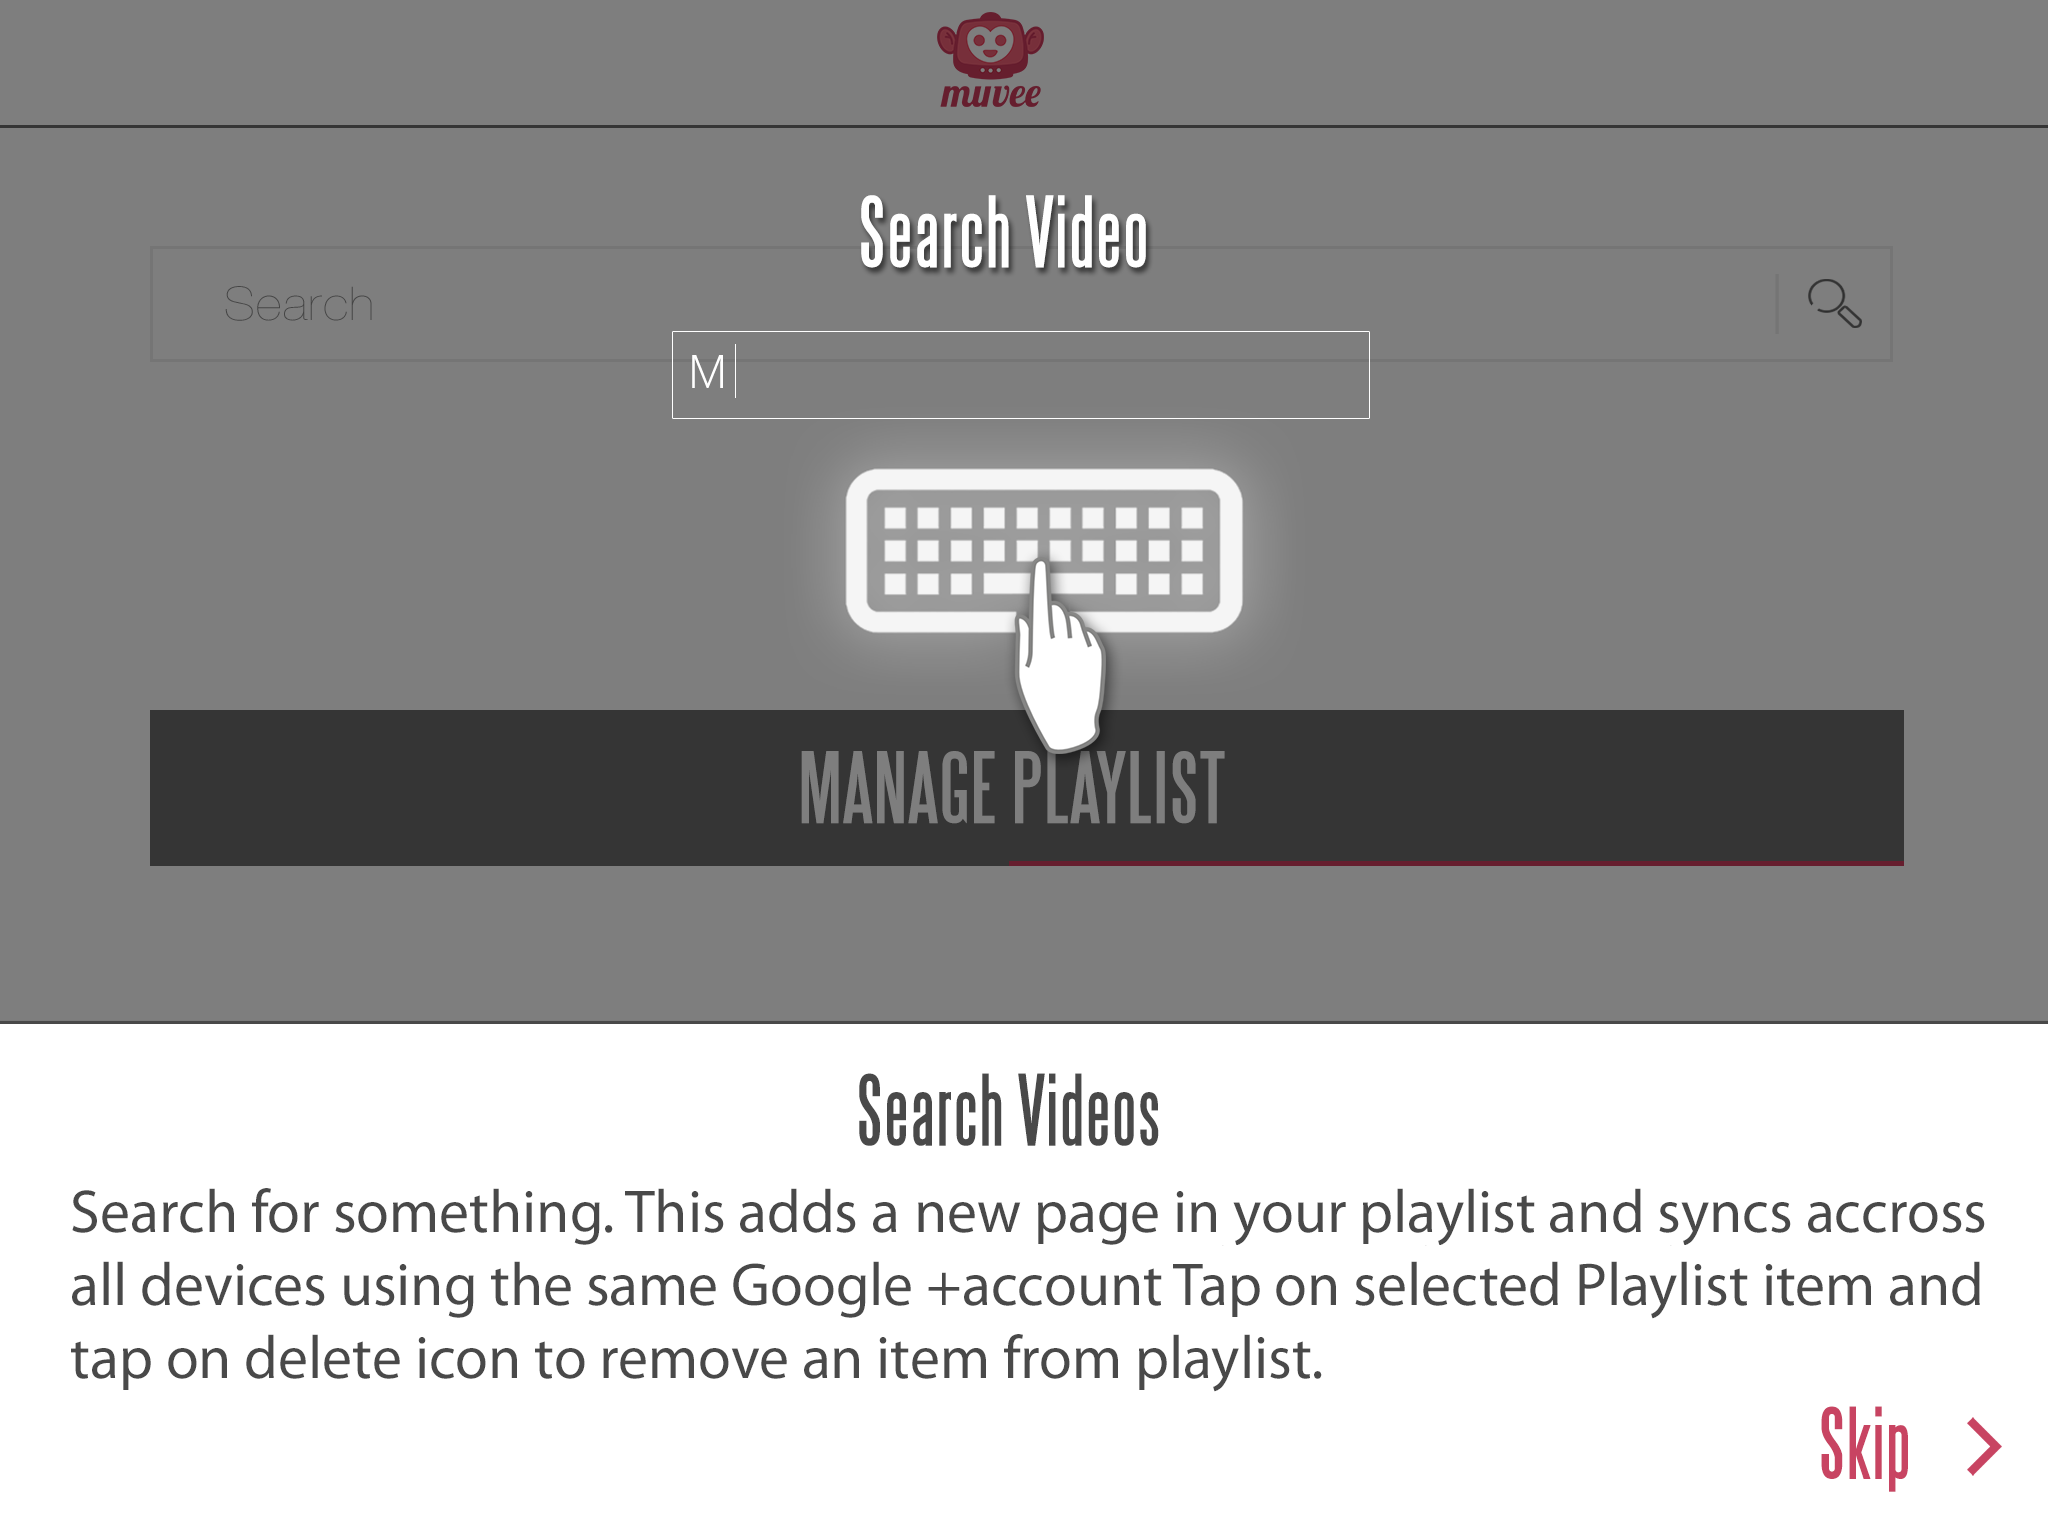 muvee
Search Video
Search
M
MANAGE PLAYLIST
Search Videos
Search for something. This adds a new page in your playlist and syncs accross
all devices using the same Google +account Tap on selected Playlist item and
tap on delete icon to remove an item from playlist.
Skip